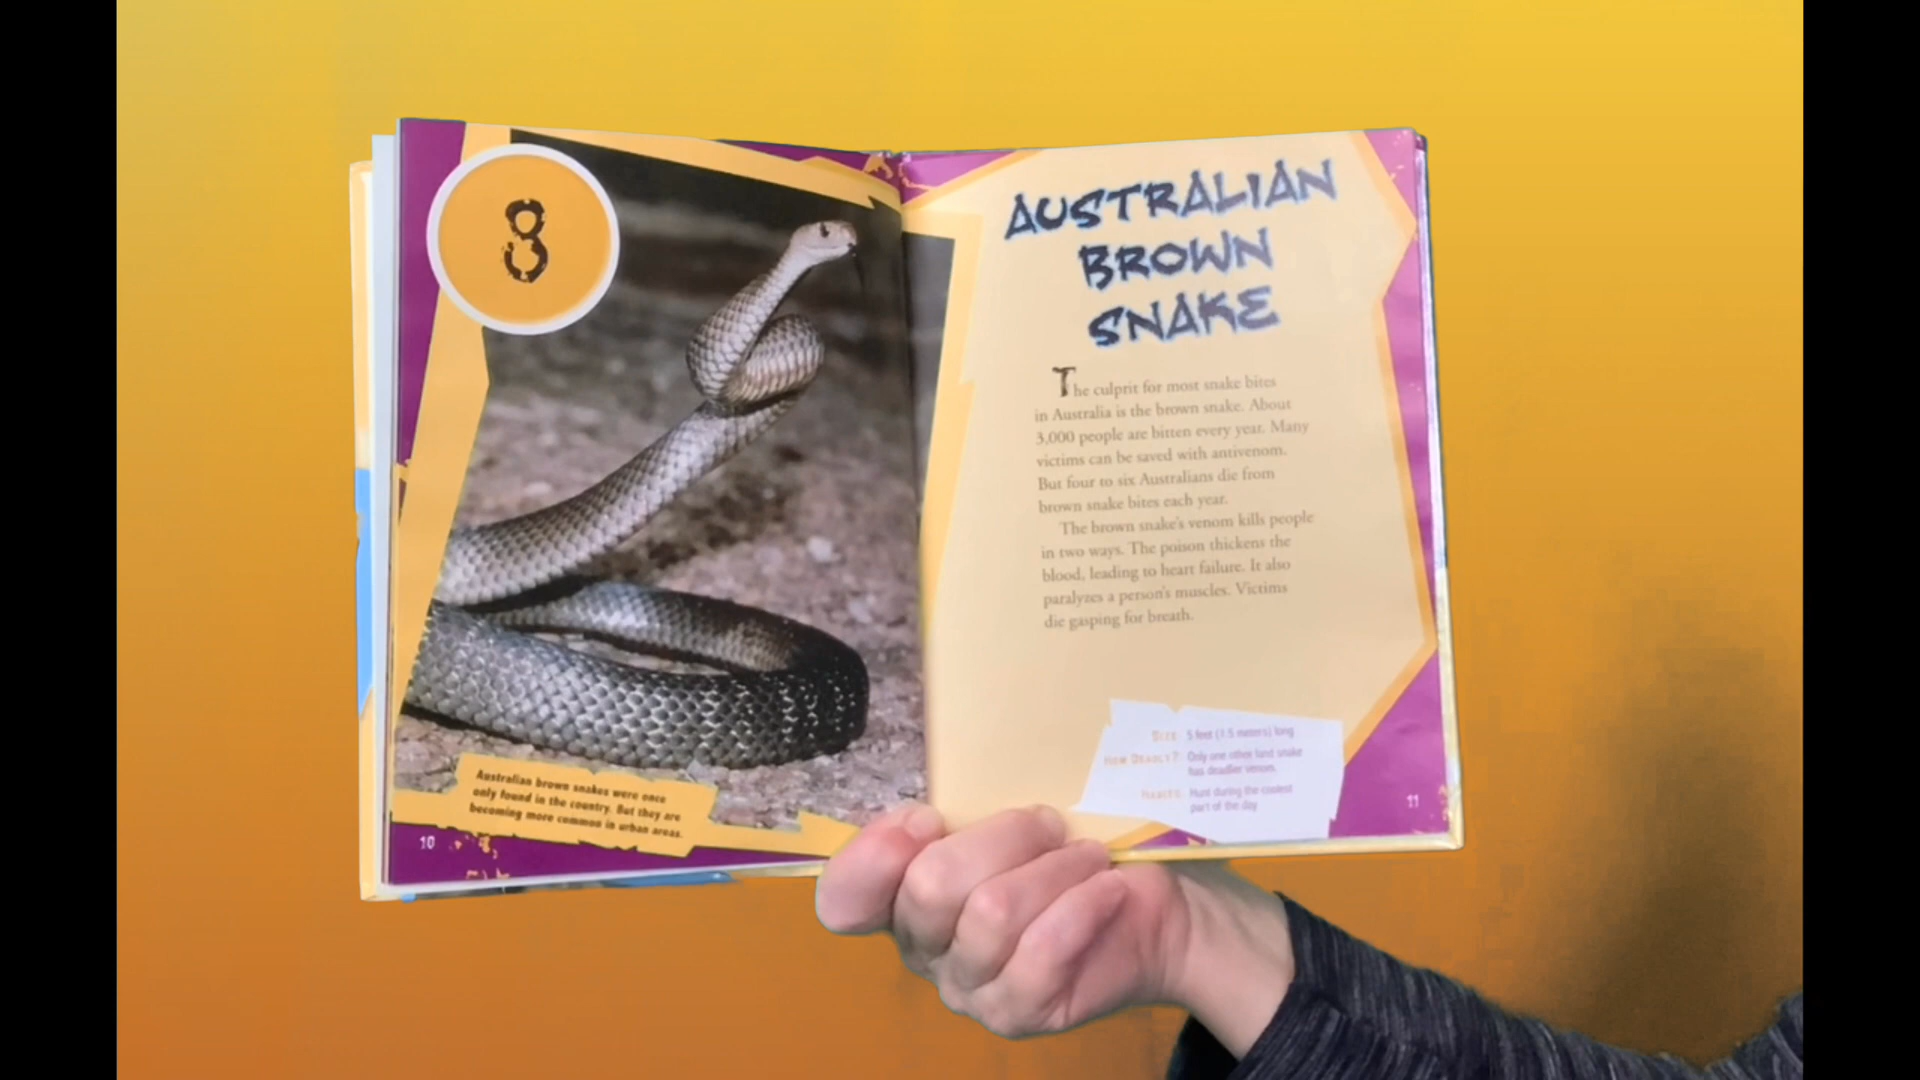 8
Australian brown snakes were once
only found in the country. But they are
becoming more common in urban areas.
10
AUSTRALIAN
BROWN
SNAKE
The culprit for most snake bites
in Australia is the brown snake. About
3,000 people are bitten every year. Many
victims can be saved with antivenom.
But four to six Australians die from
brown snake bites each year.
The brown snake's venom kills people
in two ways. The poison thickens the
blood, leading to heart failure. It also
paralyzes a person's muscles. Victims
die gasping for breath.
SIZE: 5 feet (1.5 meters) long
HOW DEADLY?: Only one other land snake
has deadlier venom.
HABITS: Hunt during the coolest
part of the day
11